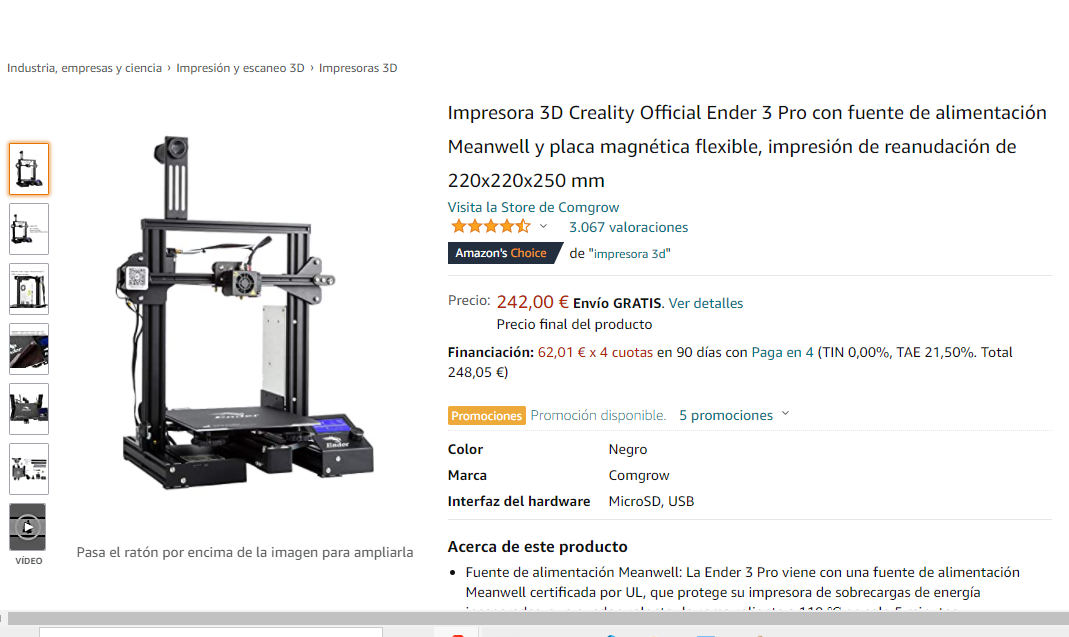 Industria, empresas y ciencia › Impresión y escaneo 3D › Impresoras 3D
Impresora 3D Creality Official Ender 3 Pro con fuente de alimentación
Meanwell y placa magnética flexible, impresión de reanudación de
220x220x250 mm
Visita la Store de Comgrow
3.067 valoraciones
Amazon's Choice de "impresora 3d"
Precio: 242,00 € Envío GRATIS. Ver detalles
Precio final del producto
Financiación: 62,01 € x 4 cuotas en 90 días con Paga en 4 (TIN 0,00%, TAE 21,50%. Total
248,05 €)
Promociones Promoción disponible. 5 promociones
Color Negro
Marca Comgrow
Interfaz del hardware MicroSD, USB
Acerca de este producto
• Fuente de alimentación Meanwell: La Ender 3 Pro viene con una fuente de alimentación
Meanwell certificada por UL, que protege su impresora de sobrecargas de energía
Ender
Ender
VÍDEO
Pasa el ratón por encima de la imagen para ampliarla